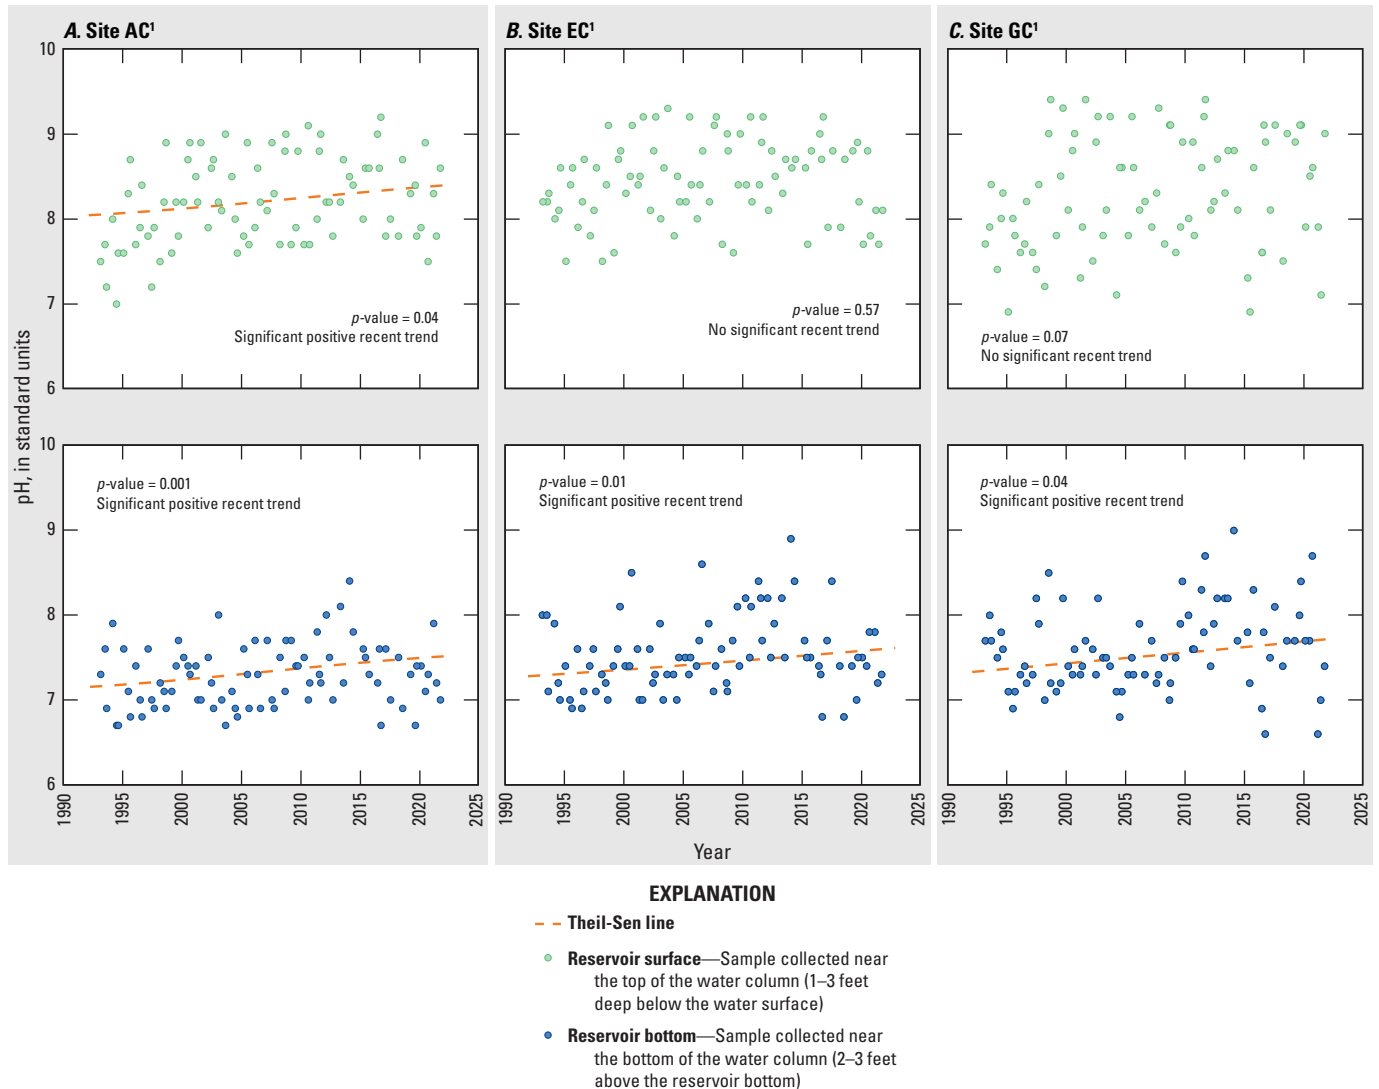 A. Site AC¹
B. Site EC¹
C. Site GC¹
10
9
8
7
6
p-value = 0.04
Significant positive recent trend
p-value = 0.57
No significant recent trend
p-value = 0.07
No significant recent trend
pH, in standard units
10
9
8
7
6
p-value = 0.001
Significant positive recent trend
p-value = 0.01
Significant positive recent trend
p-value = 0.04
Significant positive recent trend
1990 1995 2000 2005 2010 2015 2020 2025
1990 1995 2000 2005 2010 2015 2020 2025
1990 1995 2000 2005 2010 2015 2020 2025
Year
EXPLANATION
Theil-Sen line
Reservoir surface—Sample collected near
the top of the water column (1–3 feet
deep below the water surface)
Reservoir bottom—Sample collected near
the bottom of the water column (2–3 feet
above the reservoir bottom)